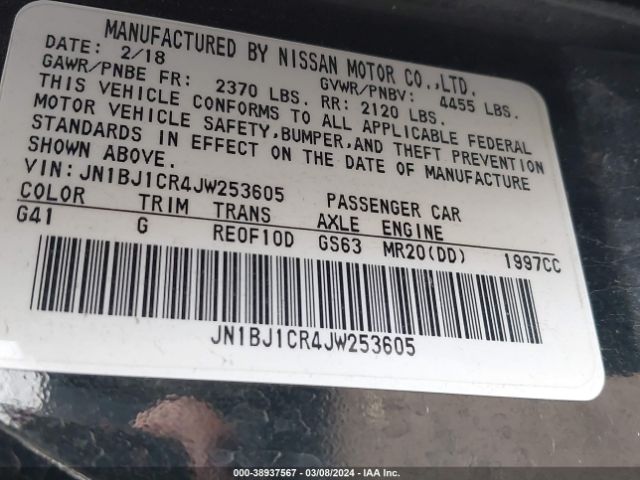 MANUFACTURED BY NISSAN MOTOR CO.,LTD.
DATE: 2/18 GVWR/PNBV: 4455 LBS.
GAWR/PNBE FR: 2370 LBS. RR: 2120 LBS.
THIS VEHICLE CONFORMS TO ALL APPLICABLE FEDERAL
MOTOR VEHICLE SAFETY,BUMPER,AND THEFT PREVENTION
STANDARDS IN EFFECT ON THE DATE OF MANUFACTURE
SHOWN ABOVE.
VIN:JN1BJ1CR4JW253605 PASSENGER CAR
COLOR TRIM TRANS AXLE ENGINE
G41 G RE0F10D GS63 MR20(DD) 1997CC
JN1BJ1CR4JW253605
000-38937567 — 03/08/2024 — IAA Inc.